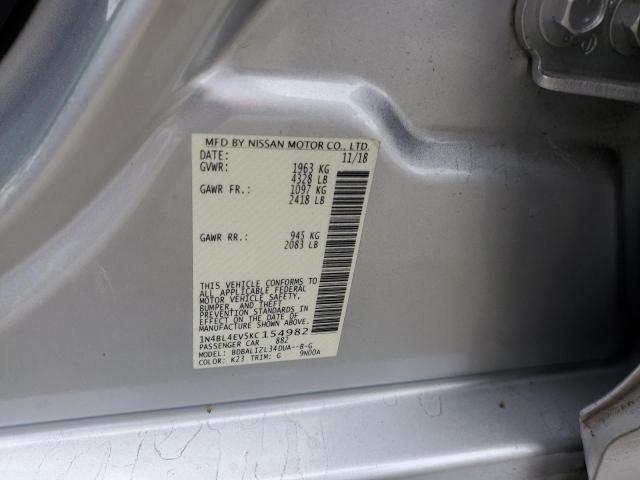 MFD BY NISSAN MOTOR CO., LTD.
DATE: 11/18
GVWR: 1963 KG
4328 LB
GAWR FR.: 1097 KG
2418 LB
GAWR RR.: 945 KG
2083 LB
THIS VEHICLE CONFORMS TO
ALL APPLICABLE FEDERAL
MOTOR VEHICLE SAFETY,
BUMPER, AND THEFT
PREVENTION STANDARDS IN
EFFECT ON THE DATE OF
MANUFACTURE SHOWN ABOVE.
1N4BL4EV5KC154982
PASSENGER CAR 882
MODEL: BDBALIZL34DUA--B-G
COLOR: K23 TRIM: G 9N00A